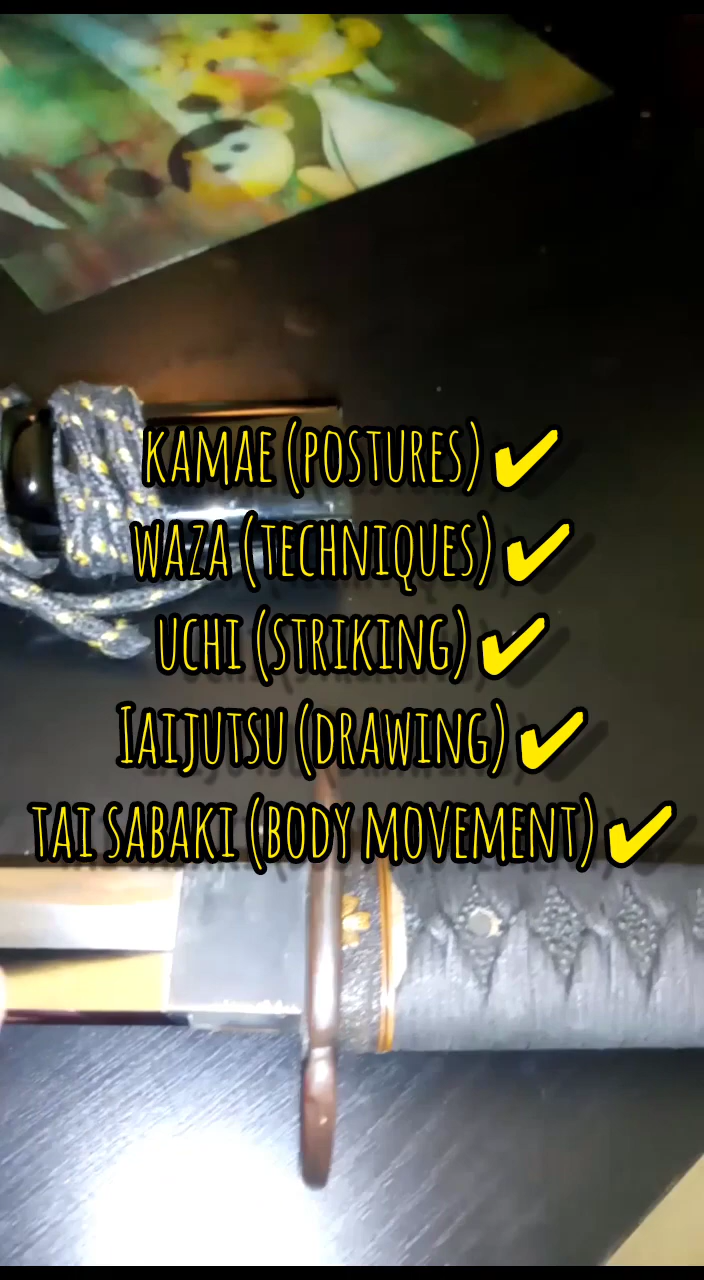 KAMAE (POSTURES) ✔
WAZA (TECHNIQUES) ✔
UCHI (STRIKING) ✔
IAIJUTSU (DRAWING) ✔
TAI SABAKI (BODY MOVEMENT) ✔